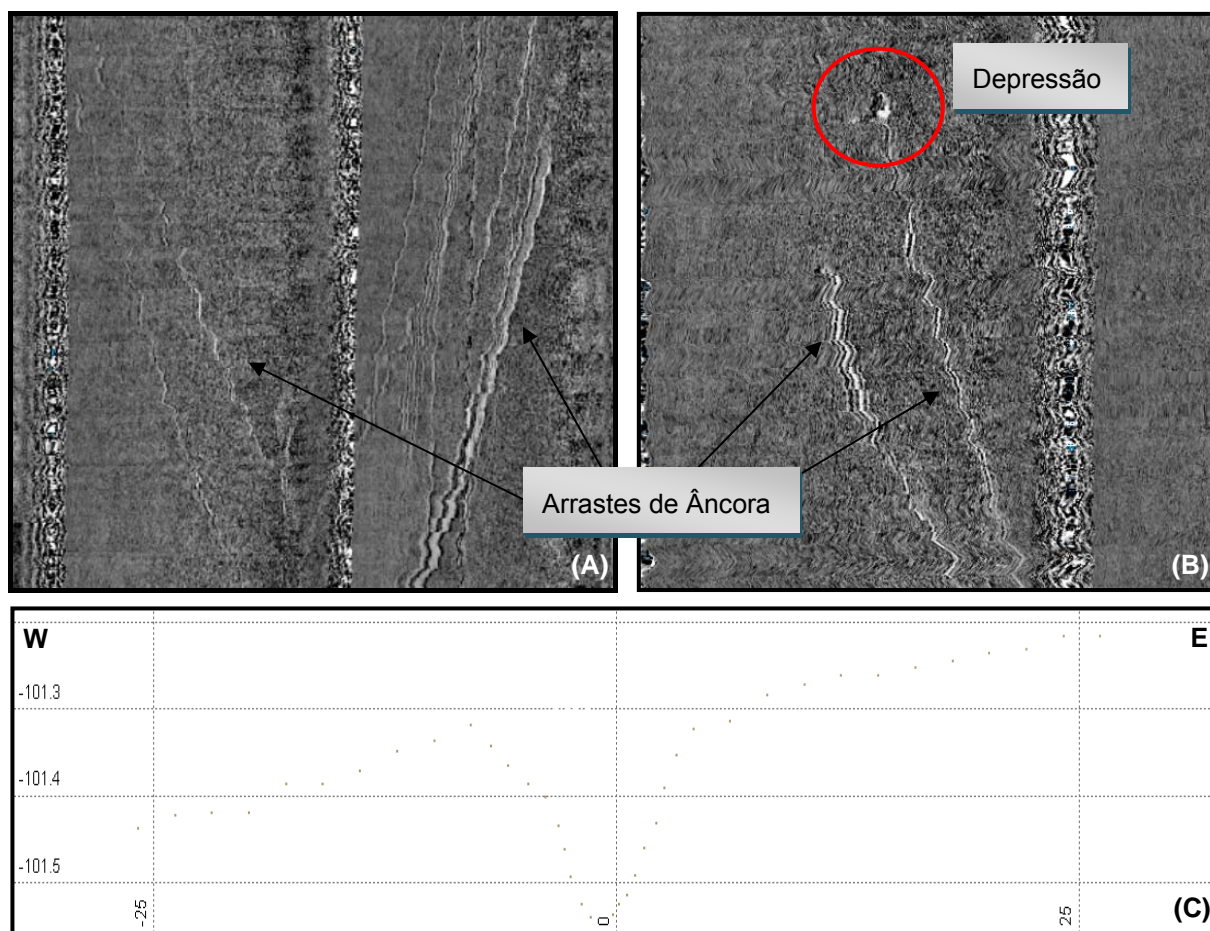 Depressão
Arrastes de Âncora
(A)
(B)
W
E
-101.3
-101.4
-101.5
-25
0
25
(C)